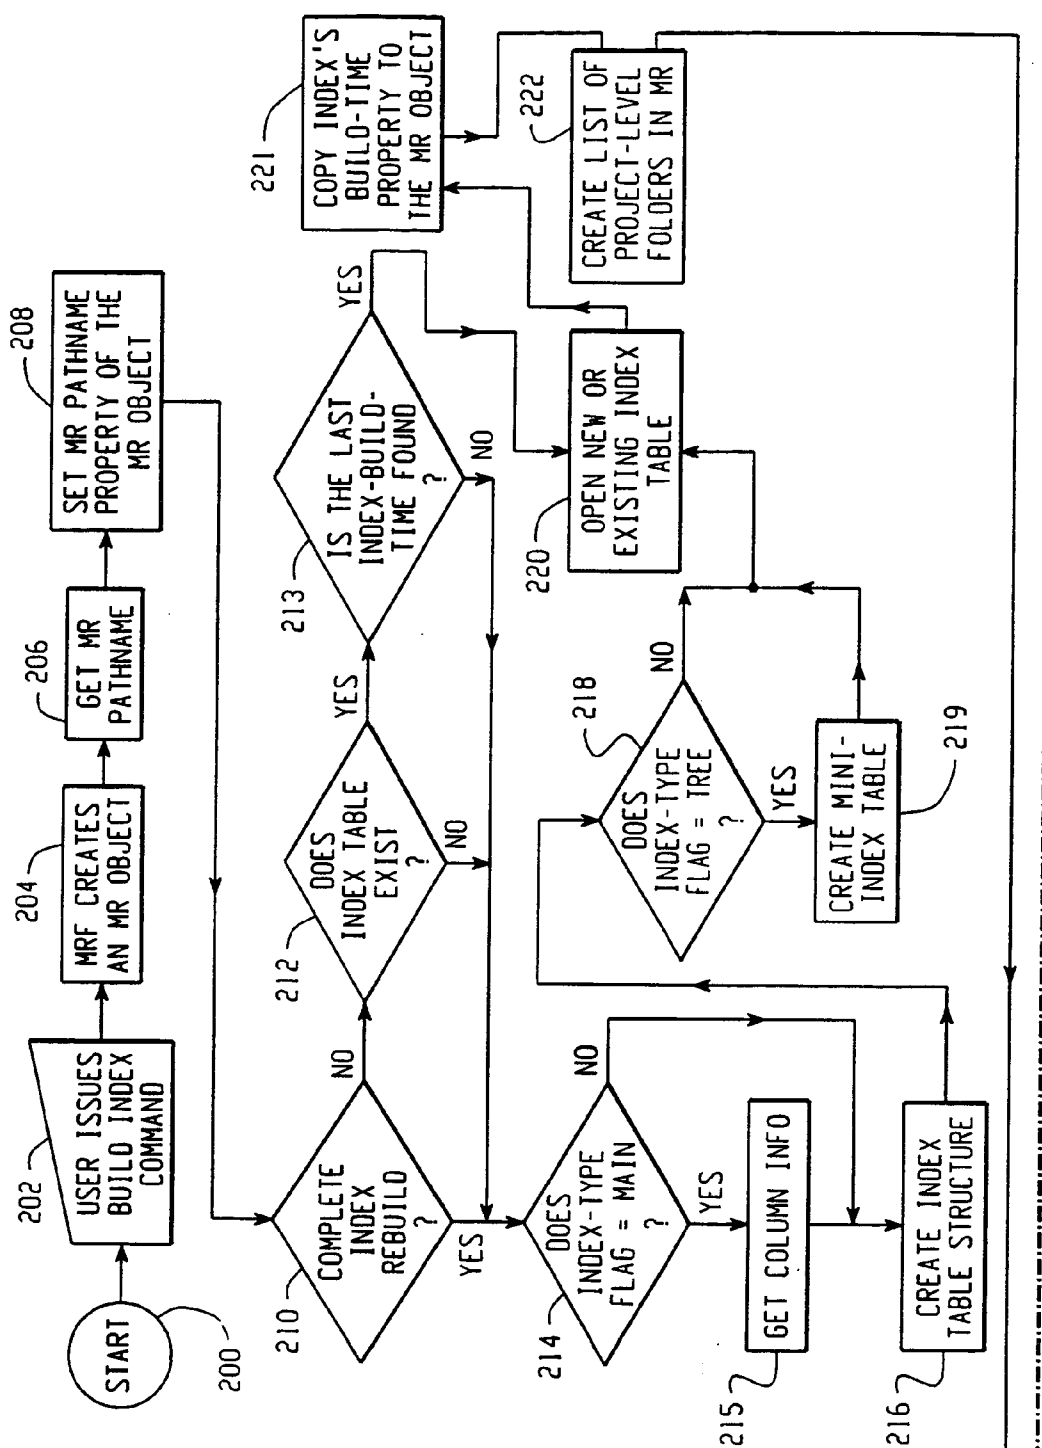 START
200
202
USER ISSUES
BUILD INDEX
COMMAND
204
MRF CREATES
AN MR OBJECT
206
GET MR
PATHNAME
208
SET MR PATHNAME
PROPERTY OF THE
MR OBJECT
210
COMPLETE
INDEX
REBUILD
?
NO
YES
212
DOES
INDEX TABLE
EXIST
?
YES
NO
213
IS THE LAST
INDEX-BUILD-
TIME FOUND
?
YES
NO
214
DOES
INDEX-TYPE
FLAG = MAIN
?
NO
YES
215
GET COLUMN INFO
216
CREATE INDEX
TABLE STRUCTURE
218
DOES
INDEX-TYPE
FLAG = TREE
?
NO
YES
219
CREATE MINI-
INDEX TABLE
220
OPEN NEW OR
EXISTING INDEX
TABLE
221
COPY INDEX'S
BUILD-TIME
PROPERTY TO
THE MR OBJECT
222
CREATE LIST OF
PROJECT-LEVEL
FOLDERS IN MR